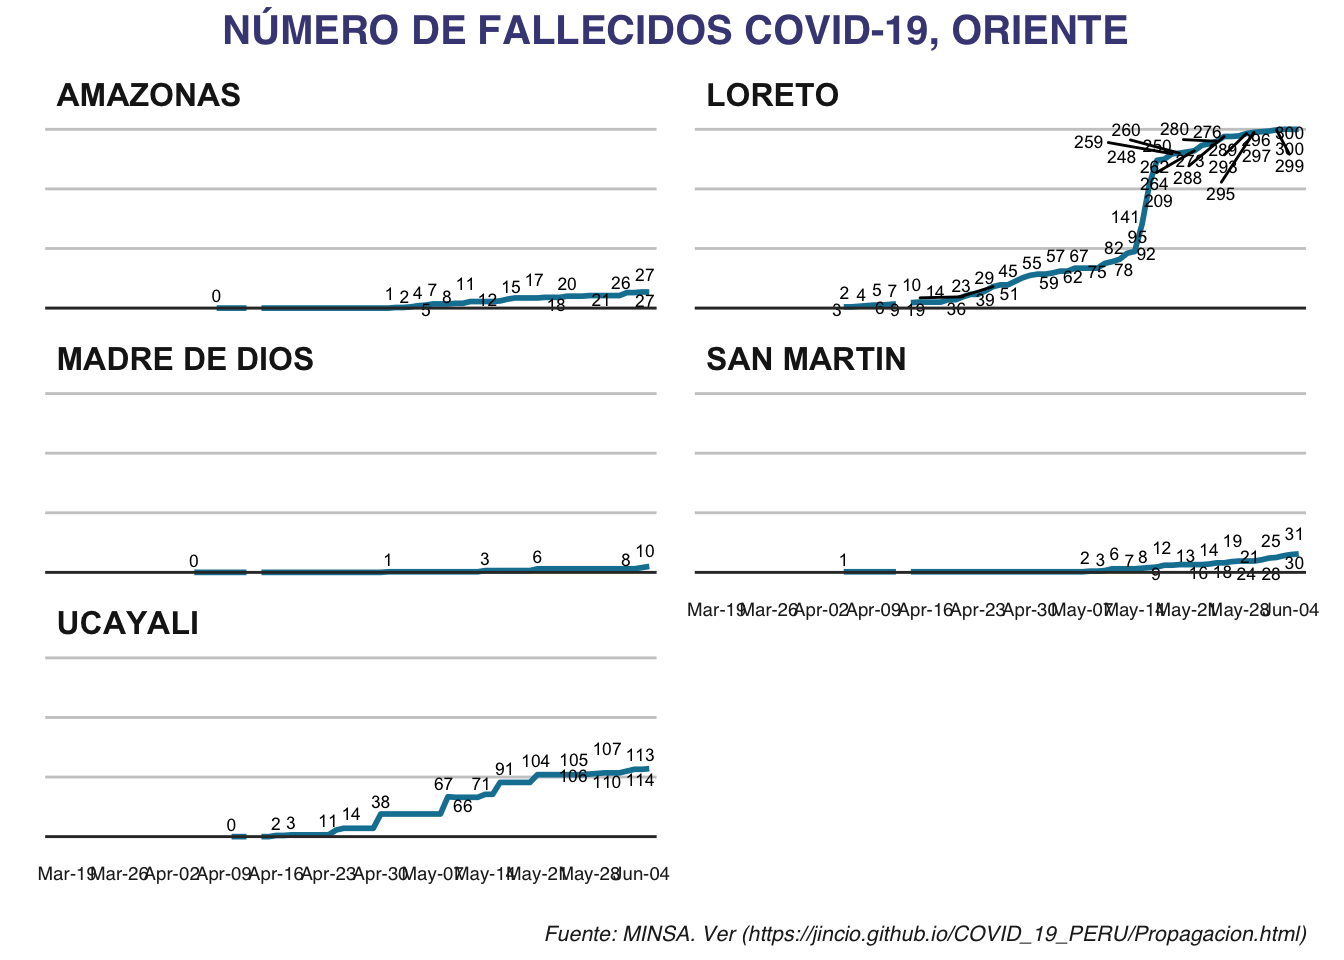 NÚMERO DE FALLECIDOS COVID-19, ORIENTE
AMAZONAS
0 1 2 4 5 7 8 11 12 15 17 18 20 21 26 27 27
LORETO
2 3 4 5 6 7 9 10 19 14 23 36 29 39 45 51 55 59 57 62 67 75 82 78 95 92 141 209 264 262 250 248 259 260 280 273 288 276 289 293 295 296 297 300 300 299
MADRE DE DIOS
0 1 3 6 8 10
SAN MARTIN
1 2 3 6 7 8 9 12 13 16 14 18 19 21 24 25 28 31 30
Mar-19 Mar-26 Apr-02 Apr-09 Apr-16 Apr-23 Apr-30 May-07 May-14 May-21 May-28 Jun-04
UCAYALI
0 2 3 11 14 38 67 66 71 91 104 105 106 107 110 113 114
Mar-19 Mar-26 Apr-02 Apr-09 Apr-16 Apr-23 Apr-30 May-07 May-14 May-21 May-28 Jun-04
Fuente: MINSA. Ver (https://jincio.github.io/COVID_19_PERU/Propagacion.html)